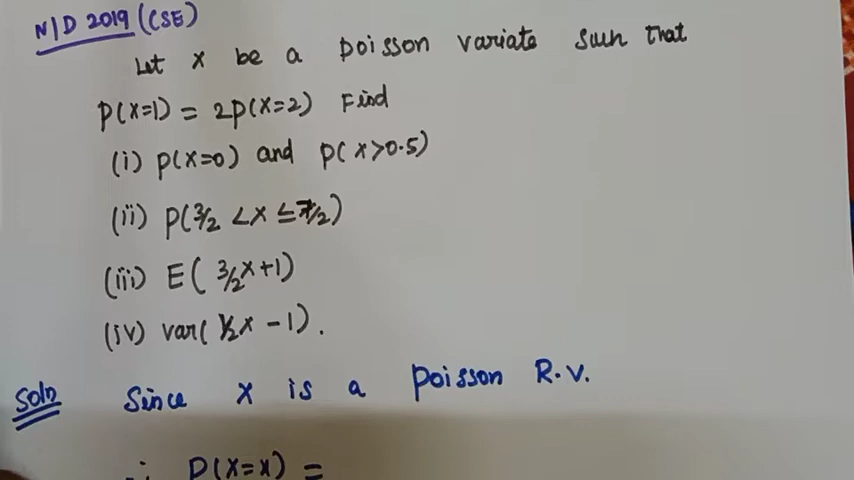 N/D 2019 (CSE)
Let x be a poisson variate such that
P(x=1) = 2P(x=2) Find
(i) P(x=0) and P(x>0.5)
(ii) P(3/2 <x ≤ 7/2)
(iii) E(3/2x+1)
(iv) var(1/2x -1).
Soln Since x is a poisson R.V.
∴ P(x=x) =